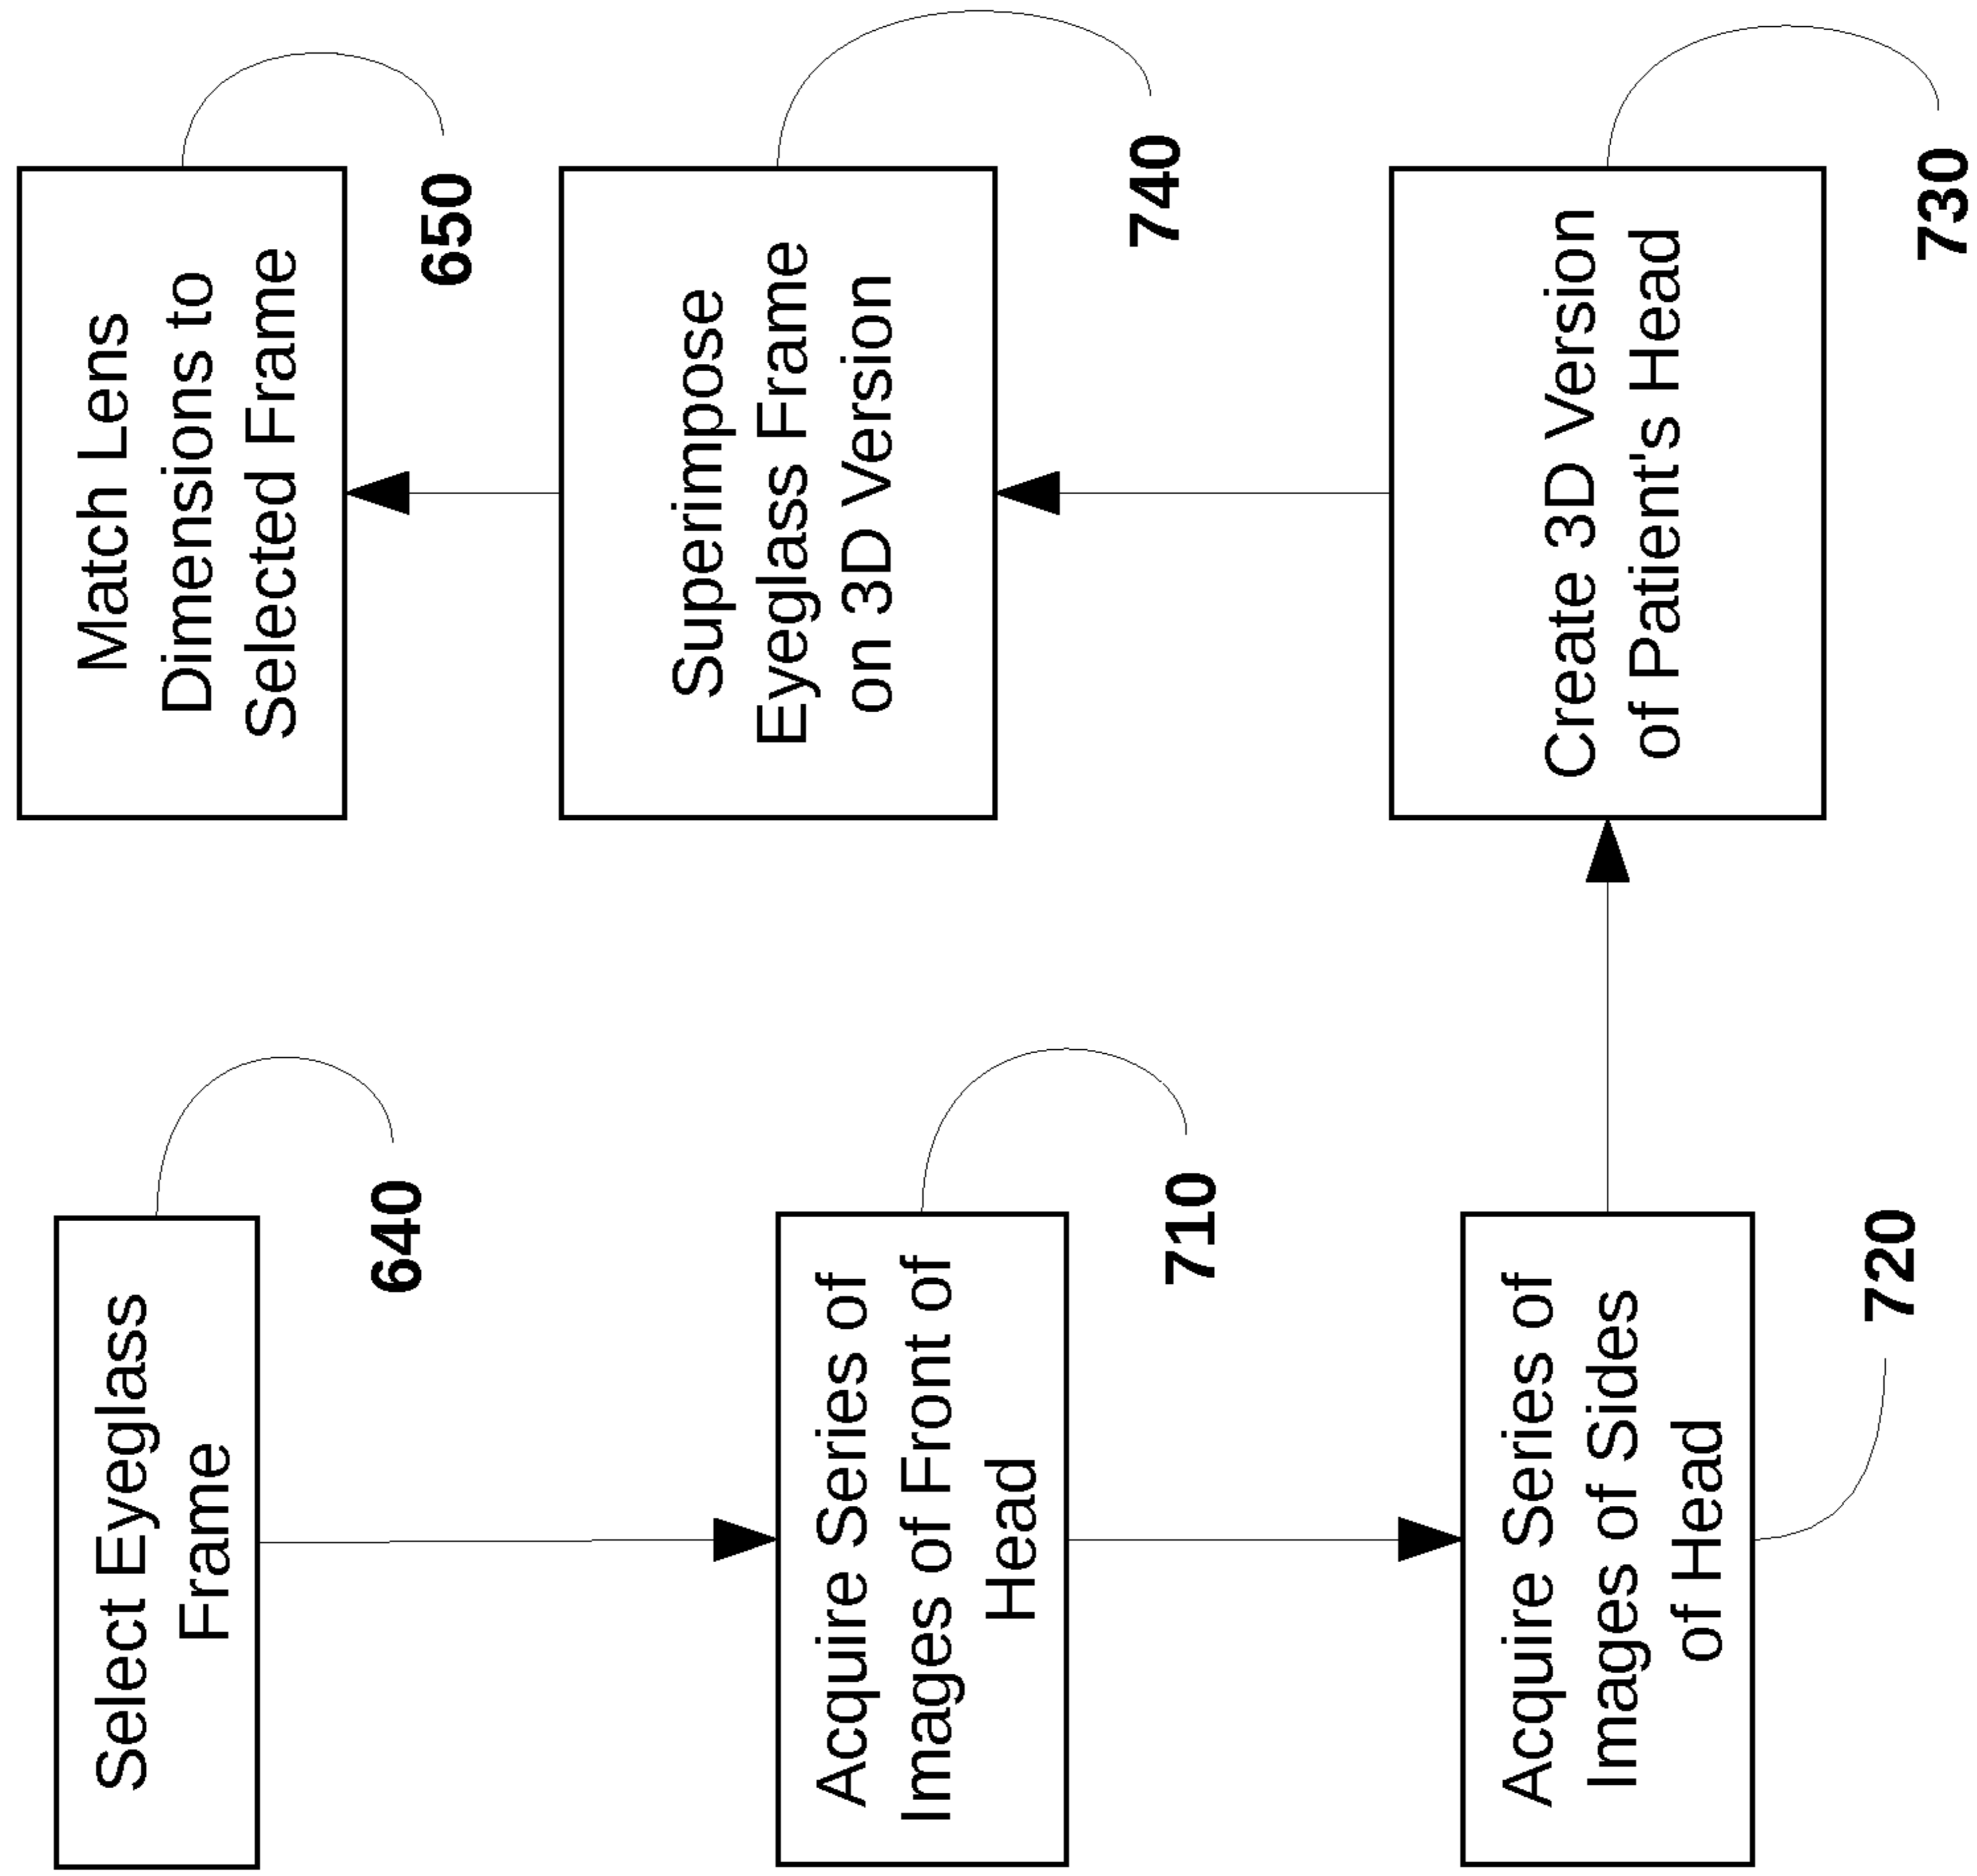 Select Eyeglass
Frame
640
Acquire Series of
Images of Front of
Head
710
Acquire Series of
Images of Sides
of Head
720
Create 3D Version
of Patient's Head
730
Superimpose
Eyeglass Frame
on 3D Version
740
Match Lens
Dimensions to
Selected Frame
650